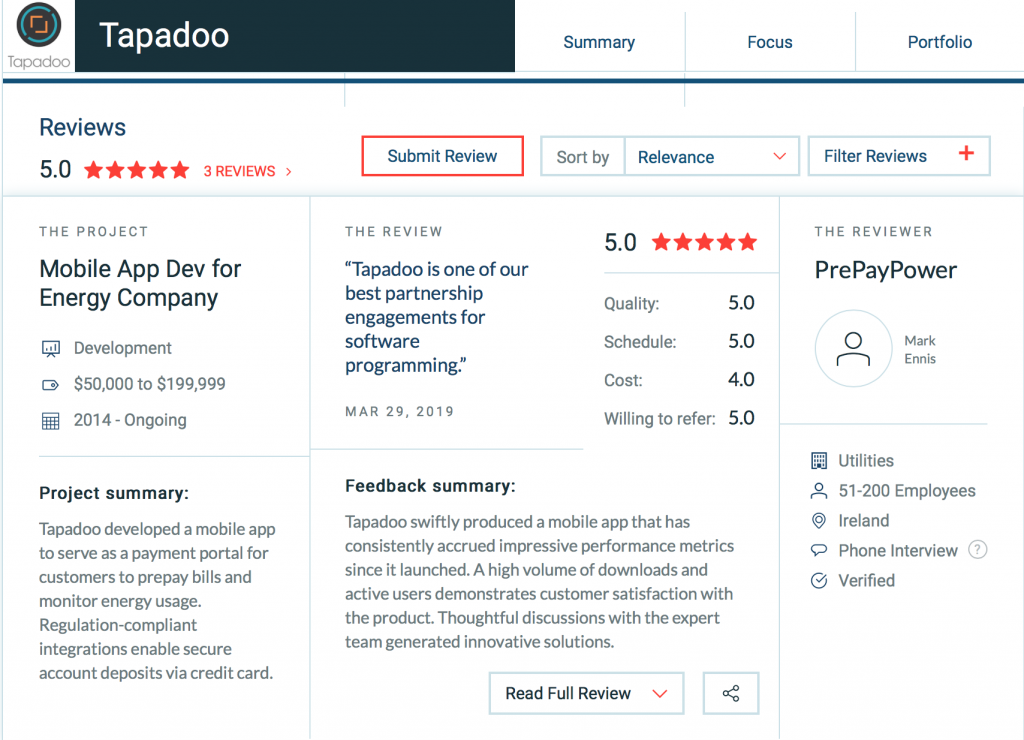 Tapadoo
Tapadoo
Summary
Focus
Portfolio
Reviews
5.0
3 REVIEWS >
Submit Review
Sort by
Relevance
Filter Reviews +
THE PROJECT
Mobile App Dev for
Energy Company
Development
$50,000 to $199,999
2014 - Ongoing
Project summary:
Tapadoo developed a mobile app
to serve as a payment portal for
customers to prepay bills and
monitor energy usage.
Regulation-compliant
integrations enable secure
account deposits via credit card.
THE REVIEW
“Tapadoo is one of our
best partnership
engagements for
software
programming.”
MAR 29, 2019
5.0
Quality: 5.0
Schedule: 5.0
Cost: 4.0
Willing to refer: 5.0
Feedback summary:
Tapadoo swiftly produced a mobile app that has
consistently accrued impressive performance metrics
since it launched. A high volume of downloads and
active users demonstrates customer satisfaction with
the product. Thoughtful discussions with the expert
team generated innovative solutions.
Read Full Review
THE REVIEWER
PrePayPower
Mark
Ennis
Utilities
51-200 Employees
Ireland
Phone Interview ?
Verified